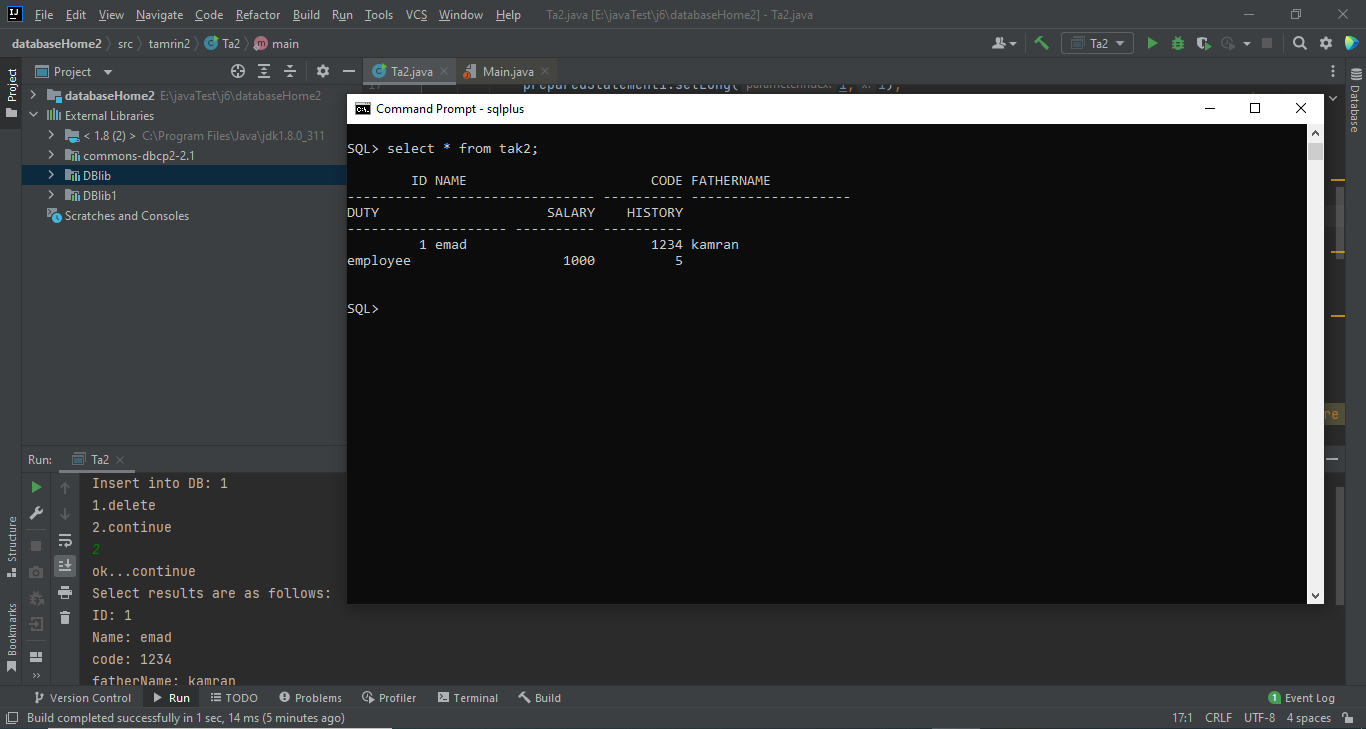 File Edit View Navigate Code Refactor Build Run Tools VCS Window Help Ta2.java [E:\javaTest\j6\databaseHome2] - Ta2.java
databaseHome2 src tamrin2 Ta2 main
Ta2
Project
Ta2.java
Main.java
Project
databaseHome2 E:\javaTest\j6\databaseHome2
External Libraries
< 1.8 (2) > C:\Program Files\Java\jdk1.8.0_311
commons-dbcp2-2.1
DBlib
DBlib1
Scratches and Consoles
Structure
Bookmarks
Database
17 preparedStatement1.setLong( parameterIndex: 1, x: 1);
Command Prompt - sqlplus
SQL> select * from tak2;
ID NAME CODE FATHERNAME
---------- -------------------- ---------- --------------------
DUTY SALARY HISTORY
-------------------- ---------- ----------
1 emad 1234 kamran
employee 1000 5
SQL>
re
Run: Ta2
Insert into DB: 1
1.delete
2.continue
2
ok...continue
Select results are as follows:
ID: 1
Name: emad
code: 1234
fatherName: kamran
Version Control Run TODO Problems Profiler Terminal Build 1 Event Log
Build completed successfully in 1 sec, 14 ms (5 minutes ago) 17:1 CRLF UTF-8 4 spaces